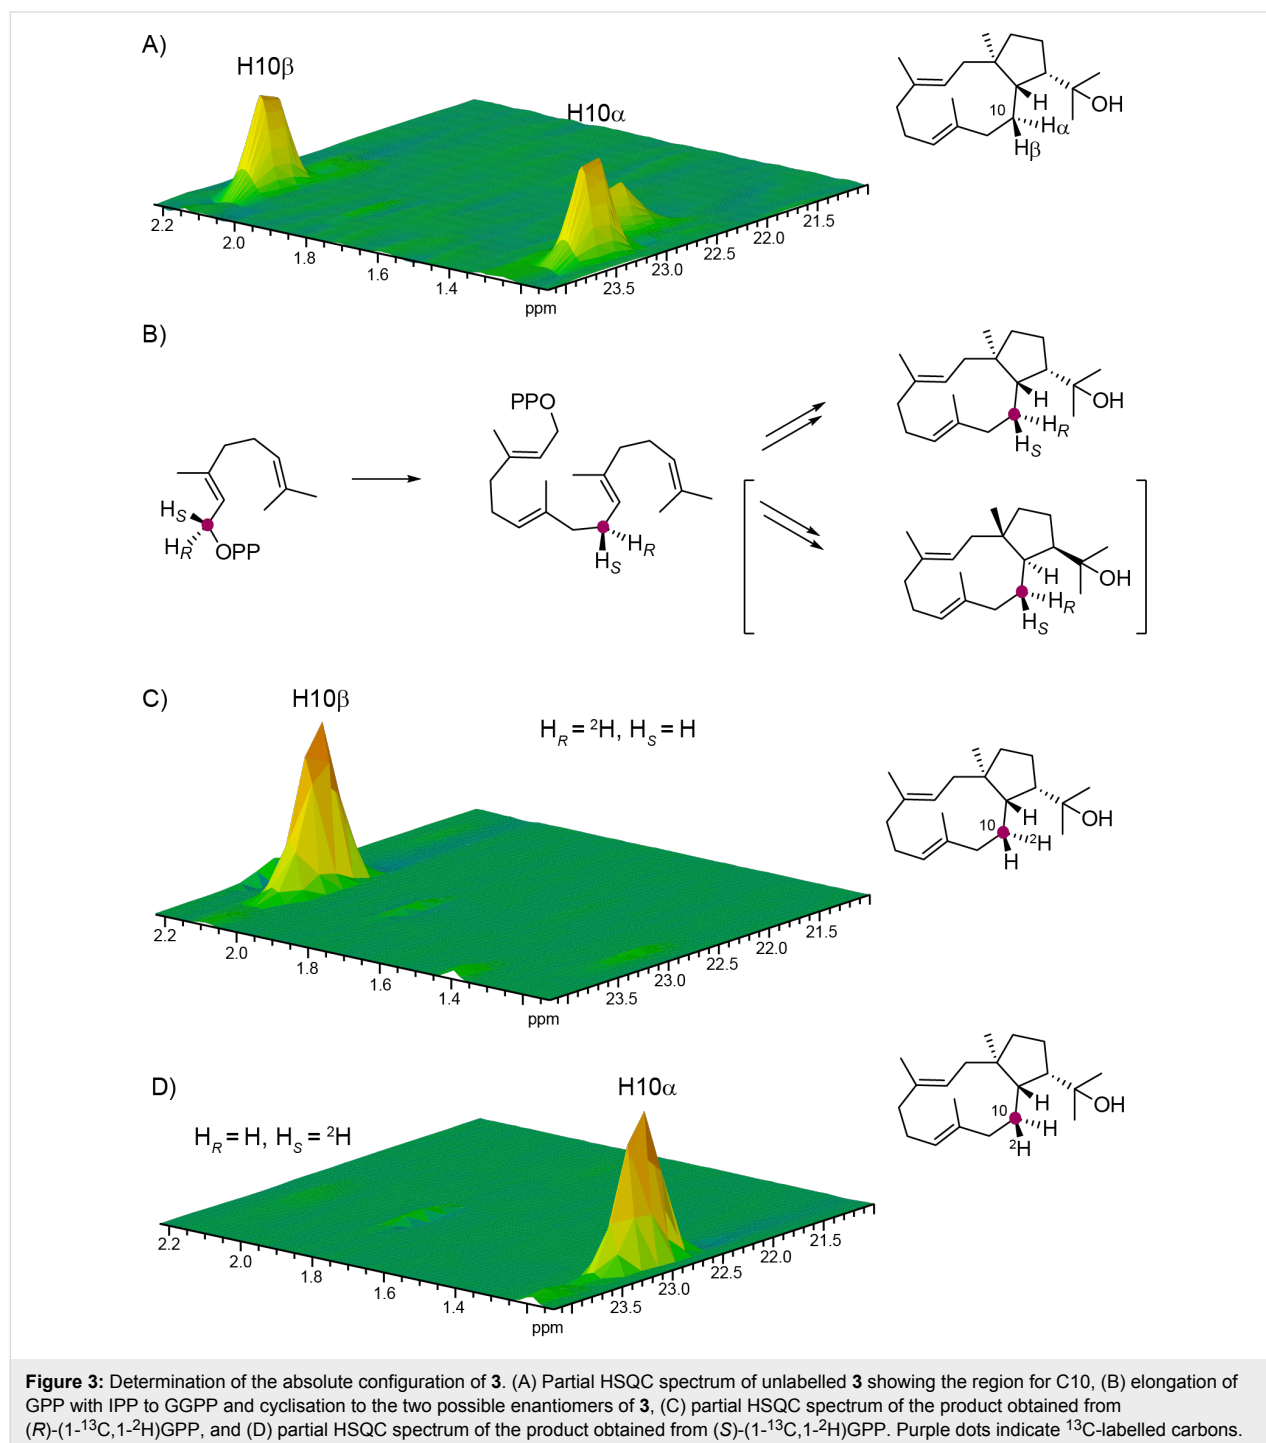 A)
H10β
H10α
2.2
2.0
1.8
1.6
1.4
ppm
23.5
23.0
22.5
22.0
21.5
10
H
Hα
Hβ
OH
B)
HS
HR
OPP
PPO
HR
HS
H
HR
HS
OH
H
HR
HS
OH
C)
H10β
HR = ²H, HS = H
2.2
2.0
1.8
1.6
1.4
ppm
23.5
23.0
22.5
22.0
21.5
10
H
²H
H
OH
D)
H10α
HR = H, HS = ²H
2.2
2.0
1.8
1.6
1.4
ppm
23.5
23.0
22.5
22.0
21.5
10
H
H
²H
OH
Figure 3: Determination of the absolute configuration of 3. (A) Partial HSQC spectrum of unlabelled 3 showing the region for C10, (B) elongation of
GPP with IPP to GGPP and cyclisation to the two possible enantiomers of 3, (C) partial HSQC spectrum of the product obtained from
(R)-(1-¹³C,1-²H)GPP, and (D) partial HSQC spectrum of the product obtained from (S)-(1-¹³C,1-²H)GPP. Purple dots indicate ¹³C-labelled carbons.